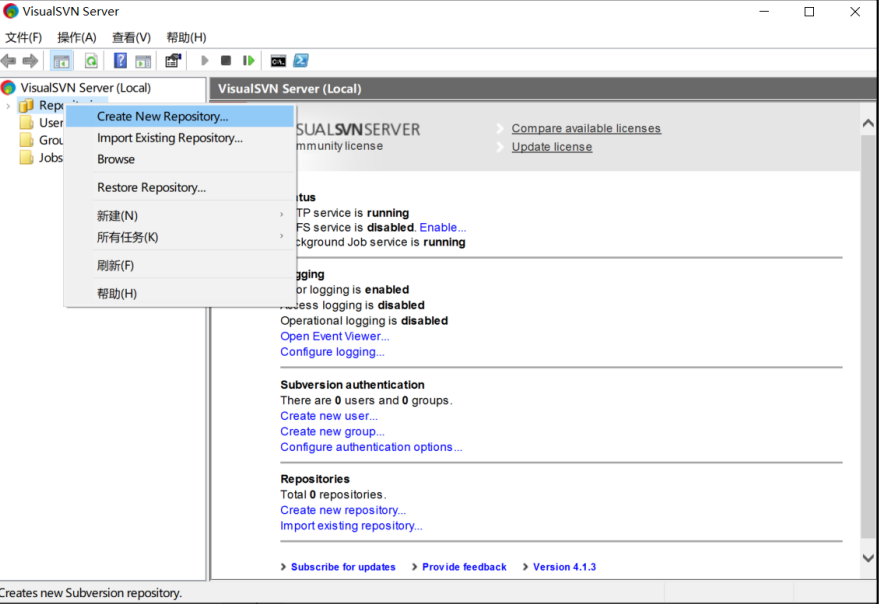 VisualSVN Server
文件(F) 操作(A) 查看(V) 帮助(H)
VisualSVN Server (Local)
VisualSVN Server (Local)
User
Jobs
Create New Repository...
Import Existing Repository...
Browse
Restore Repository...
新建(N)
所有任务(K)
刷新(F)
帮助(H)
SUALSVNSERVER
mmunity license
Compare available licenses
Update license
tus
TP service is running
FS service is disabled. Enable...
ckground Job service is running
gging
or logging is enabled
Access logging is disabled
Operational logging is disabled
Open Event Viewer...
Configure logging...
Subversion authentication
There are 0 users and 0 groups.
Create new user...
Create new group...
Configure authentication options...
Repositories
Total 0 repositories.
Create new repository...
Import existing repository...
Subscribe for updates
Provide feedback
Version 4.1.3
Creates new Subversion repository.